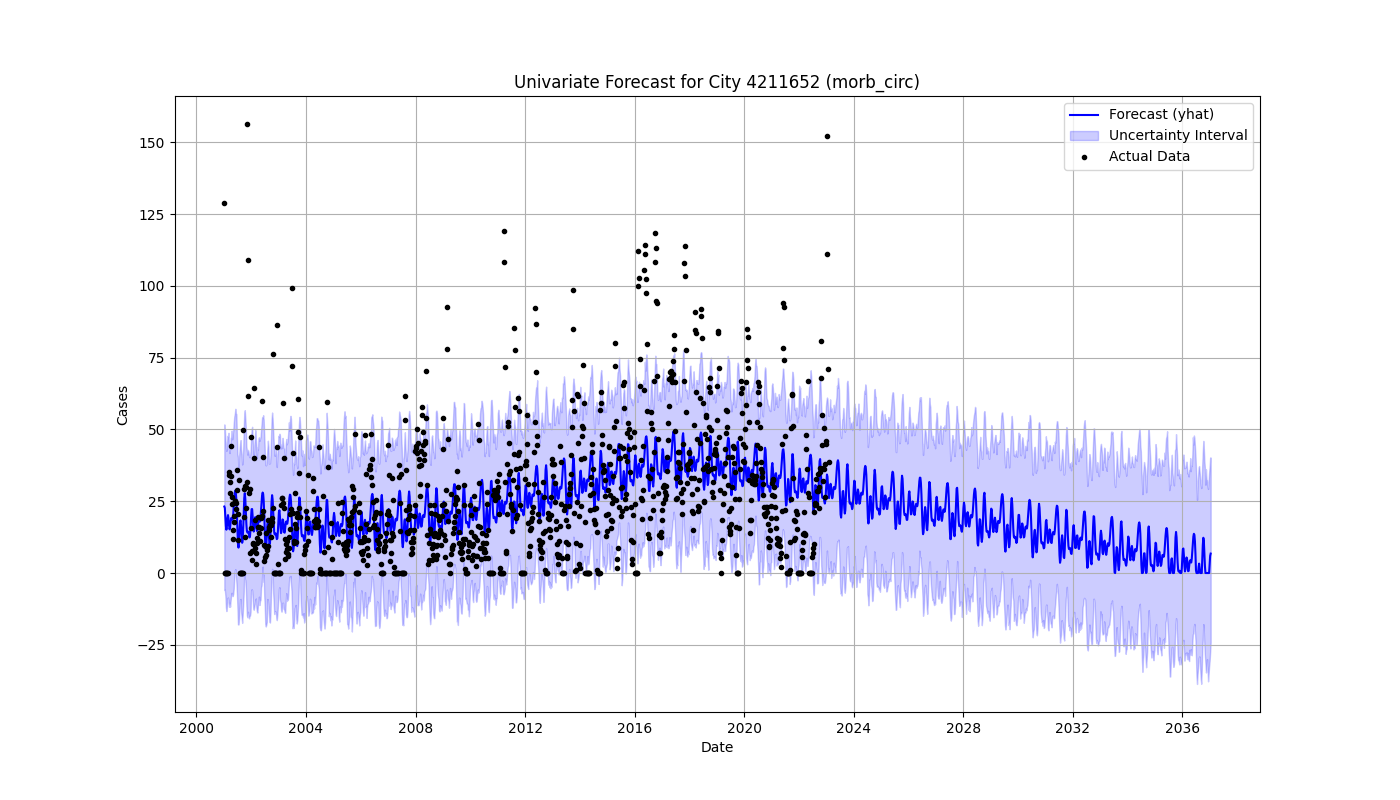 Univariate Forecast for City 4211652 (morb_circ)
Forecast (yhat)
Uncertainty Interval
Actual Data
Cases
150
125
100
75
50
25
0
−25
2000 2004 2008 2012 2016 2020 2024 2028 2032 2036
Date